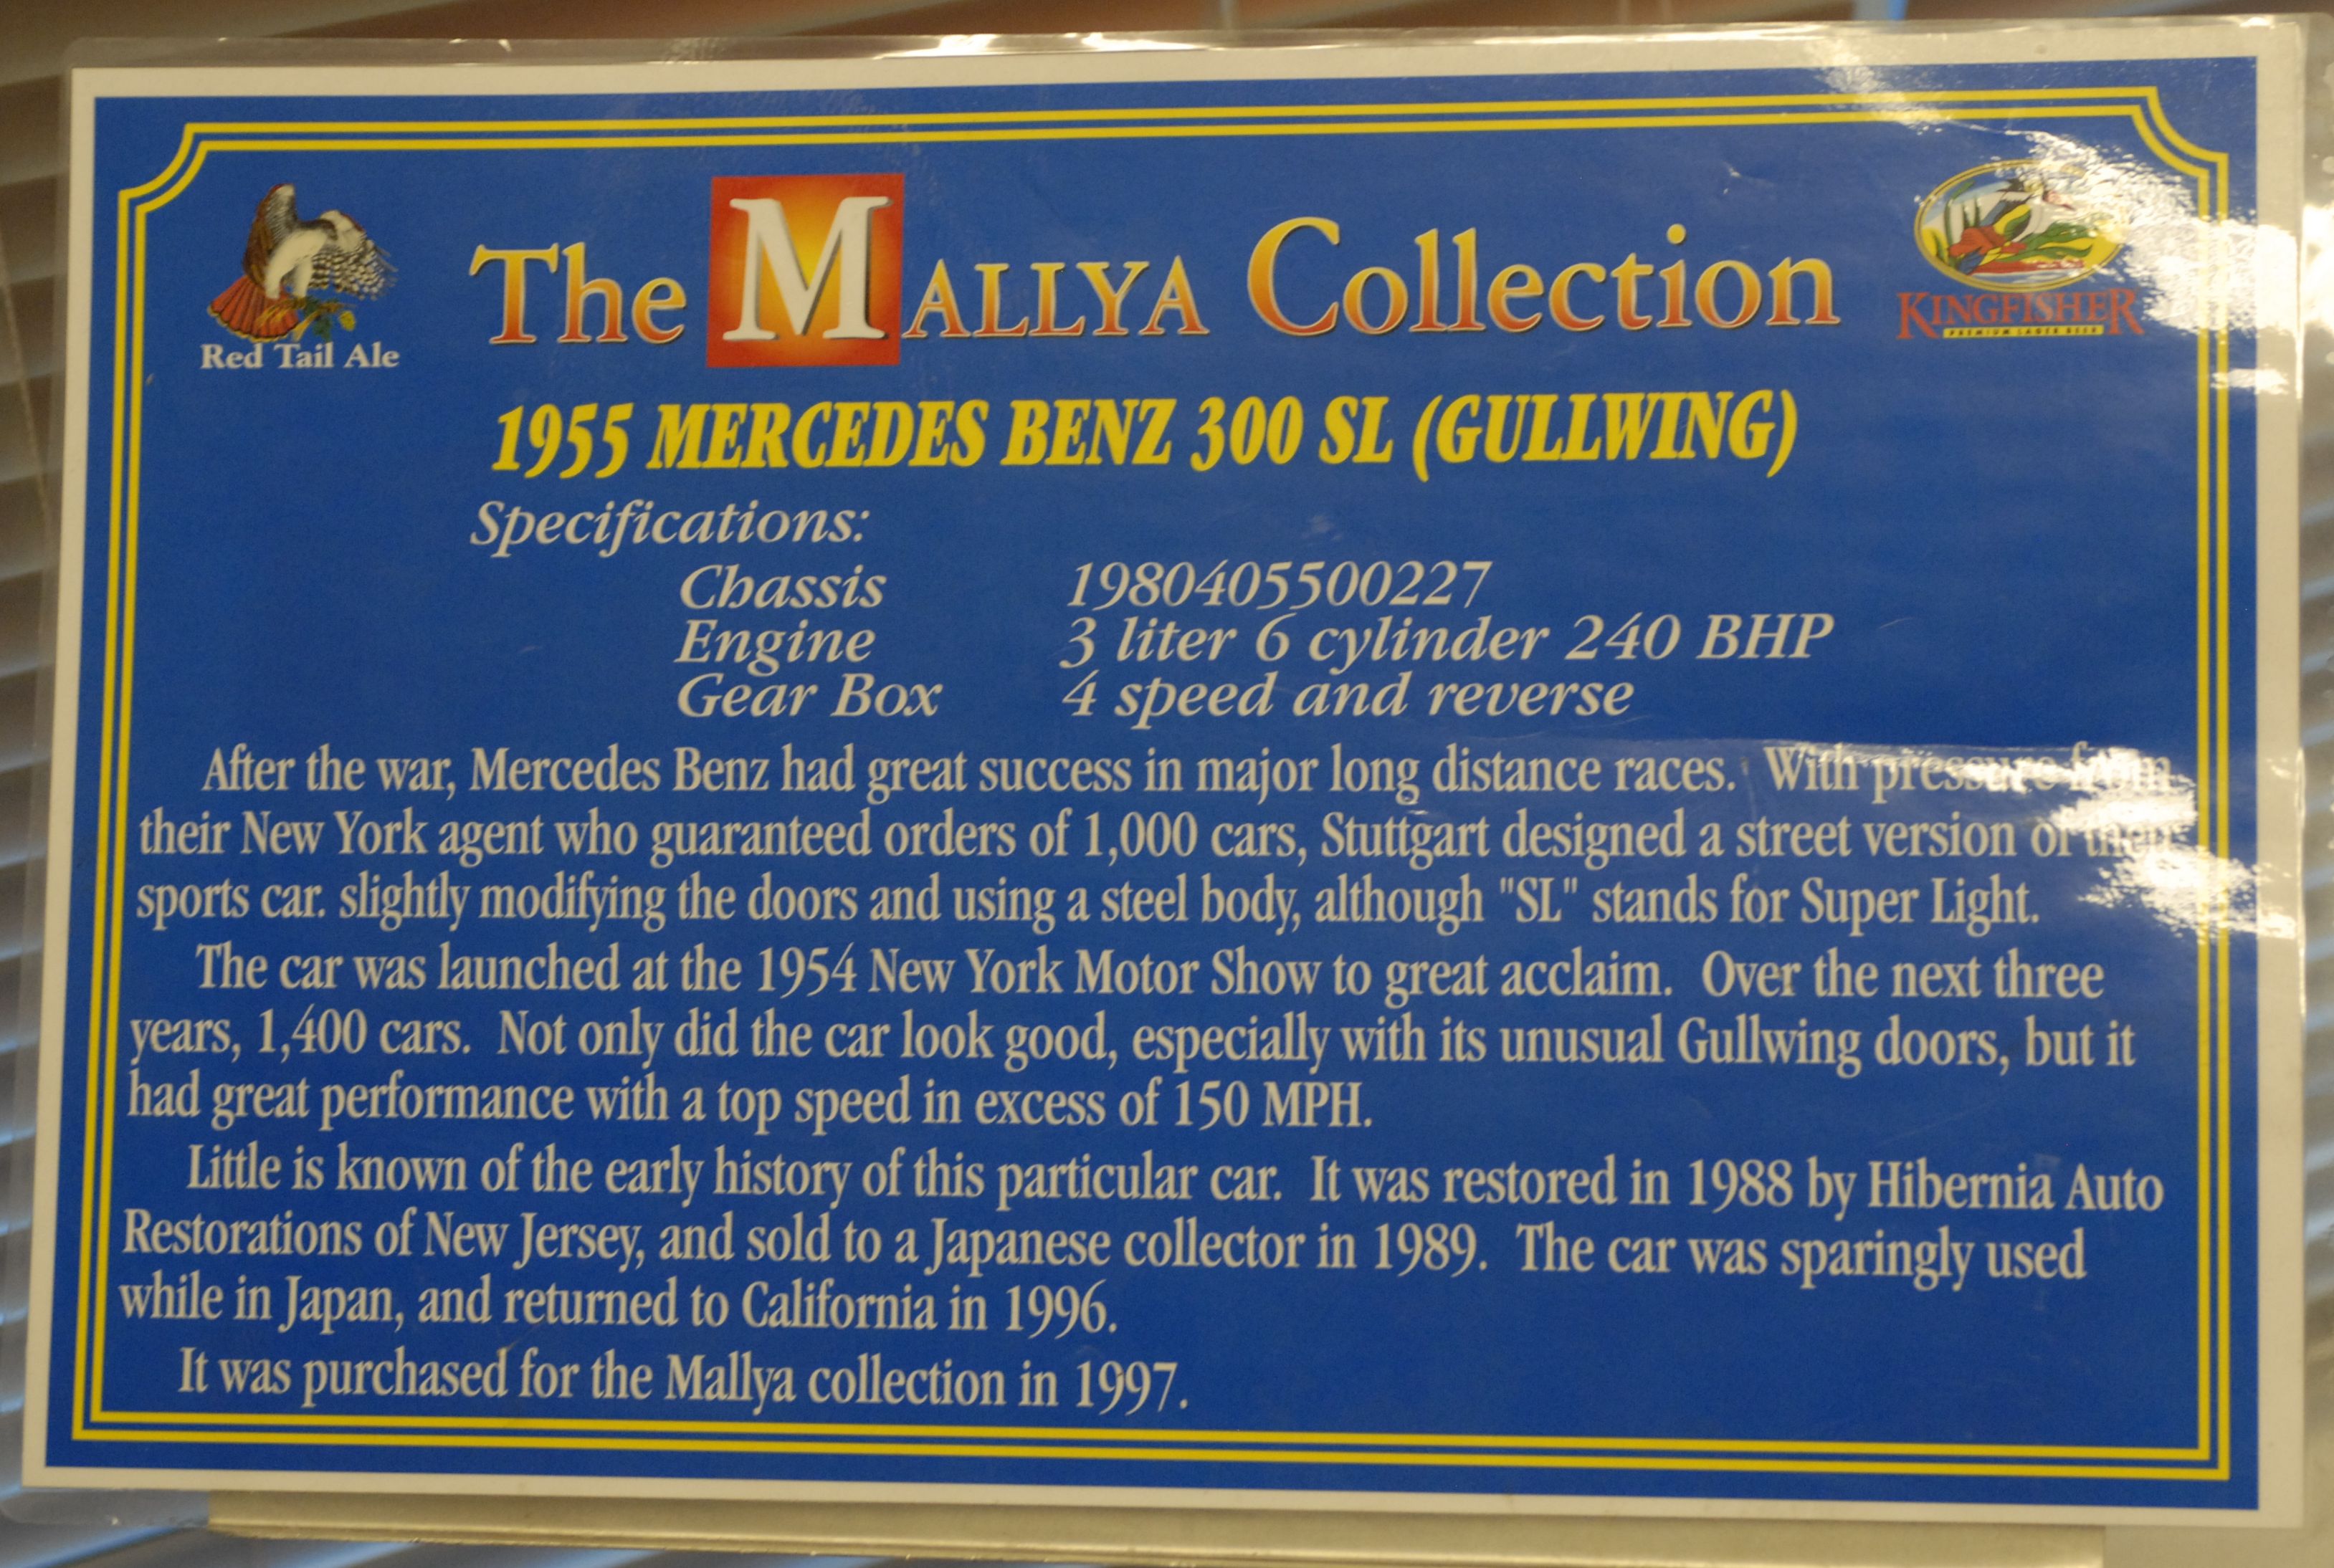 Red Tail Ale
The MALLYA Collection
KINGFISHER
PREMIUM LAGER BEER
1955 MERCEDES BENZ 300 SL (GULLWING)
Specifications:
Chassis 1980405500227
Engine 3 liter 6 cylinder 240 BHP
Gear Box 4 speed and reverse
After the war, Mercedes Benz had great success in major long distance races. With pressure from
their New York agent who guaranteed orders of 1,000 cars, Stuttgart designed a street version of their
sports car. slightly modifying the doors and using a steel body, although "SL" stands for Super Light.
The car was launched at the 1954 New York Motor Show to great acclaim. Over the next three
years, 1,400 cars. Not only did the car look good, especially with its unusual Gullwing doors, but it
had great performance with a top speed in excess of 150 MPH.
Little is known of the early history of this particular car. It was restored in 1988 by Hibernia Auto
Restorations of New Jersey, and sold to a Japanese collector in 1989. The car was sparingly used
while in Japan, and returned to California in 1996.
It was purchased for the Mallya collection in 1997.